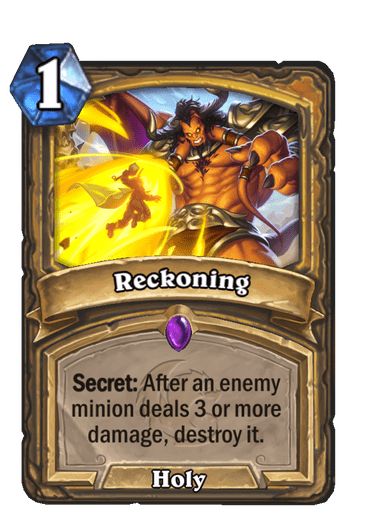 1
Reckoning
Secret: After an enemy
minion deals 3 or more
damage, destroy it.
Holy